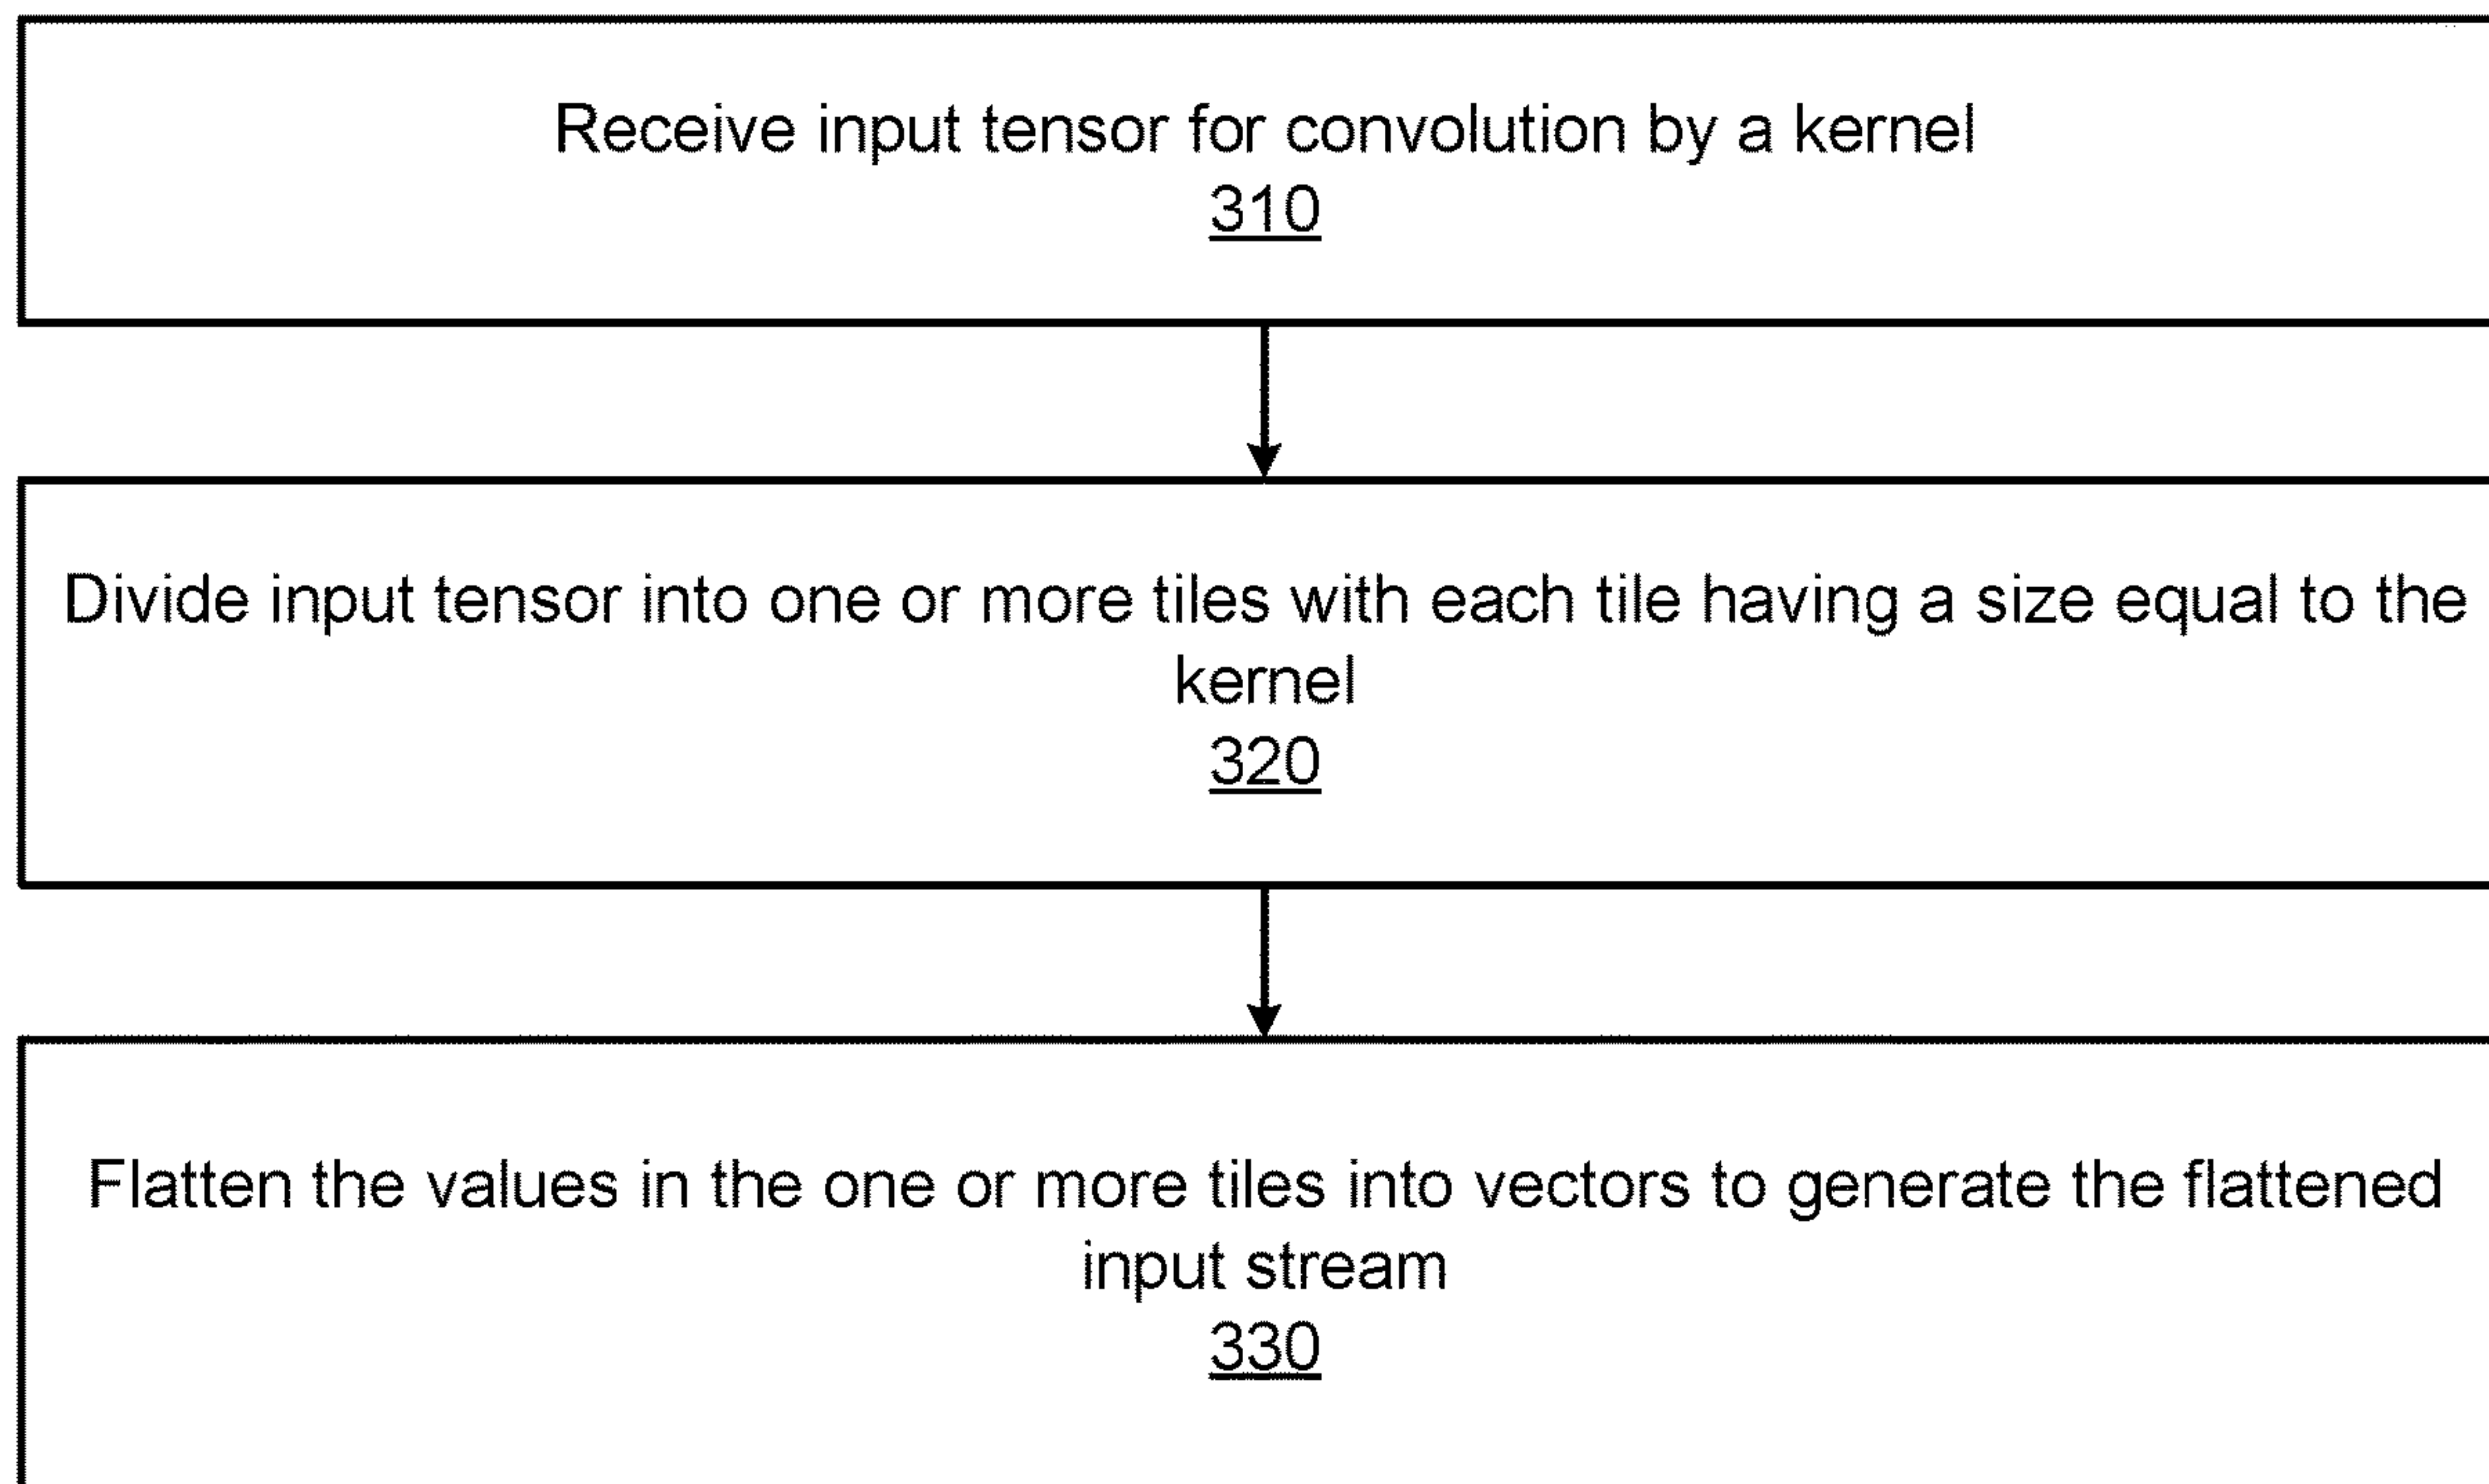 Receive input tensor for convolution by a kernel
310
Divide input tensor into one or more tiles with each tile having a size equal to the
kernel
320
Flatten the values in the one or more tiles into vectors to generate the flattened
input stream
330